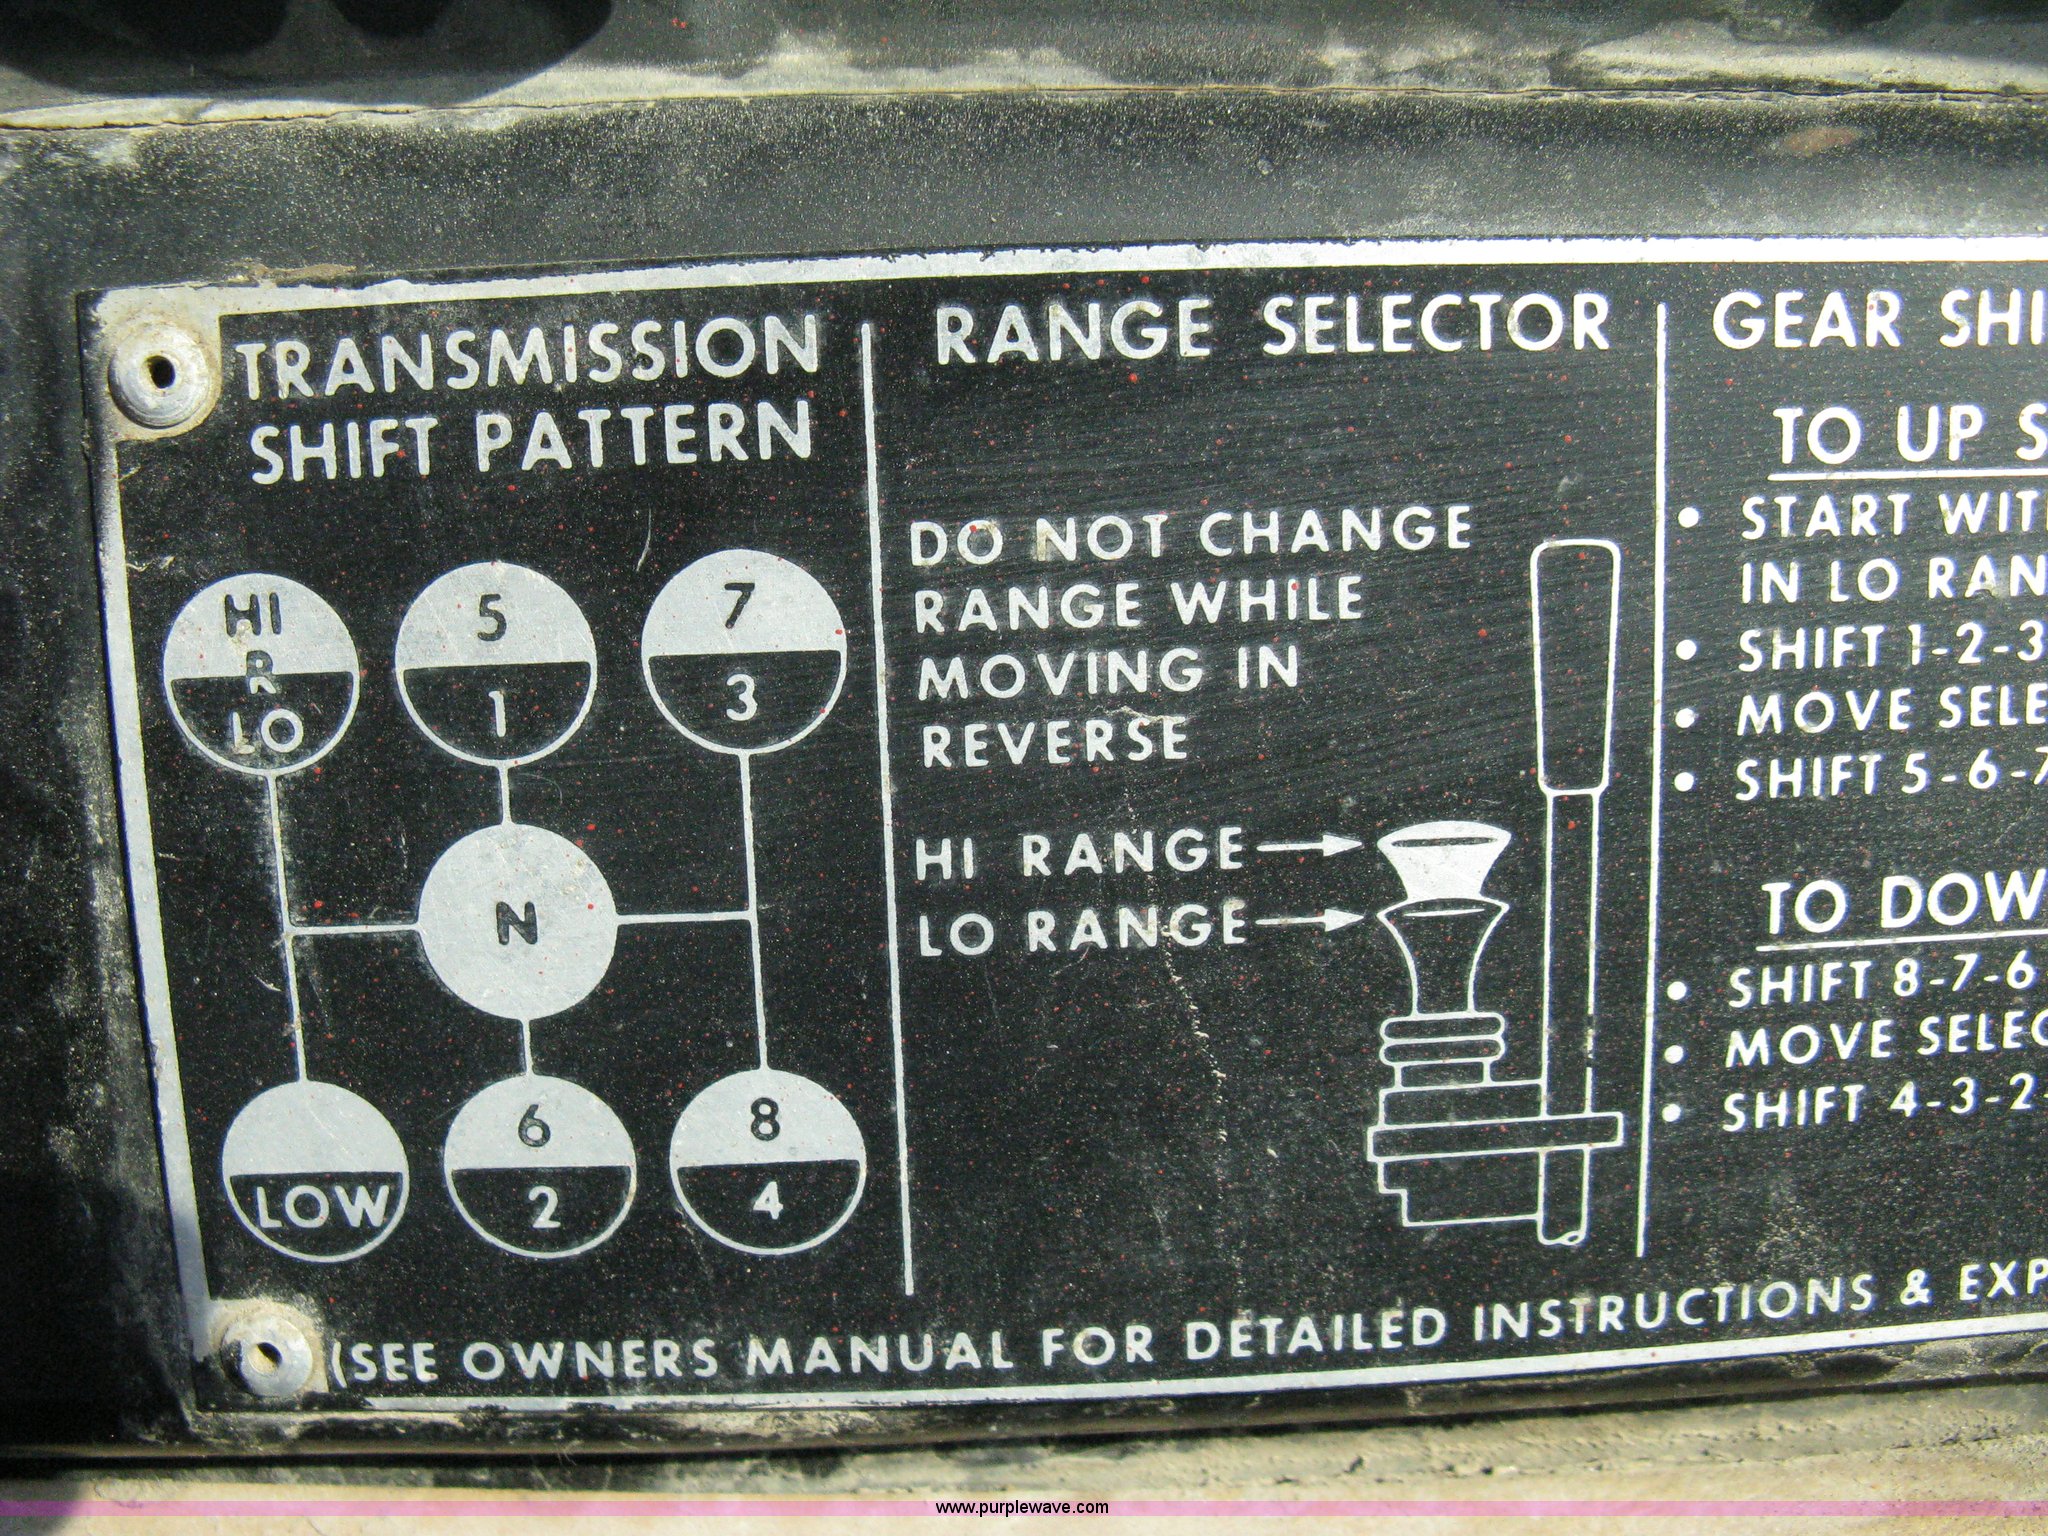 TRANSMISSION
SHIFT PATTERN
HI
R
LO
5
1
7
3
N
LOW
6
2
8
4
RANGE SELECTOR
DO NOT CHANGE
RANGE WHILE
MOVING IN
REVERSE
HI RANGE
LO RANGE
GEAR SHI
TO UP S
• START WIT
IN LO RAN
• SHIFT 1-2-3
• MOVE SELE
• SHIFT 5-6-7
TO DOW
• SHIFT 8-7-6
• MOVE SELEC
• SHIFT 4-3-2-
(SEE OWNERS MANUAL FOR DETAILED INSTRUCTIONS & EXP
www.purplewave.com